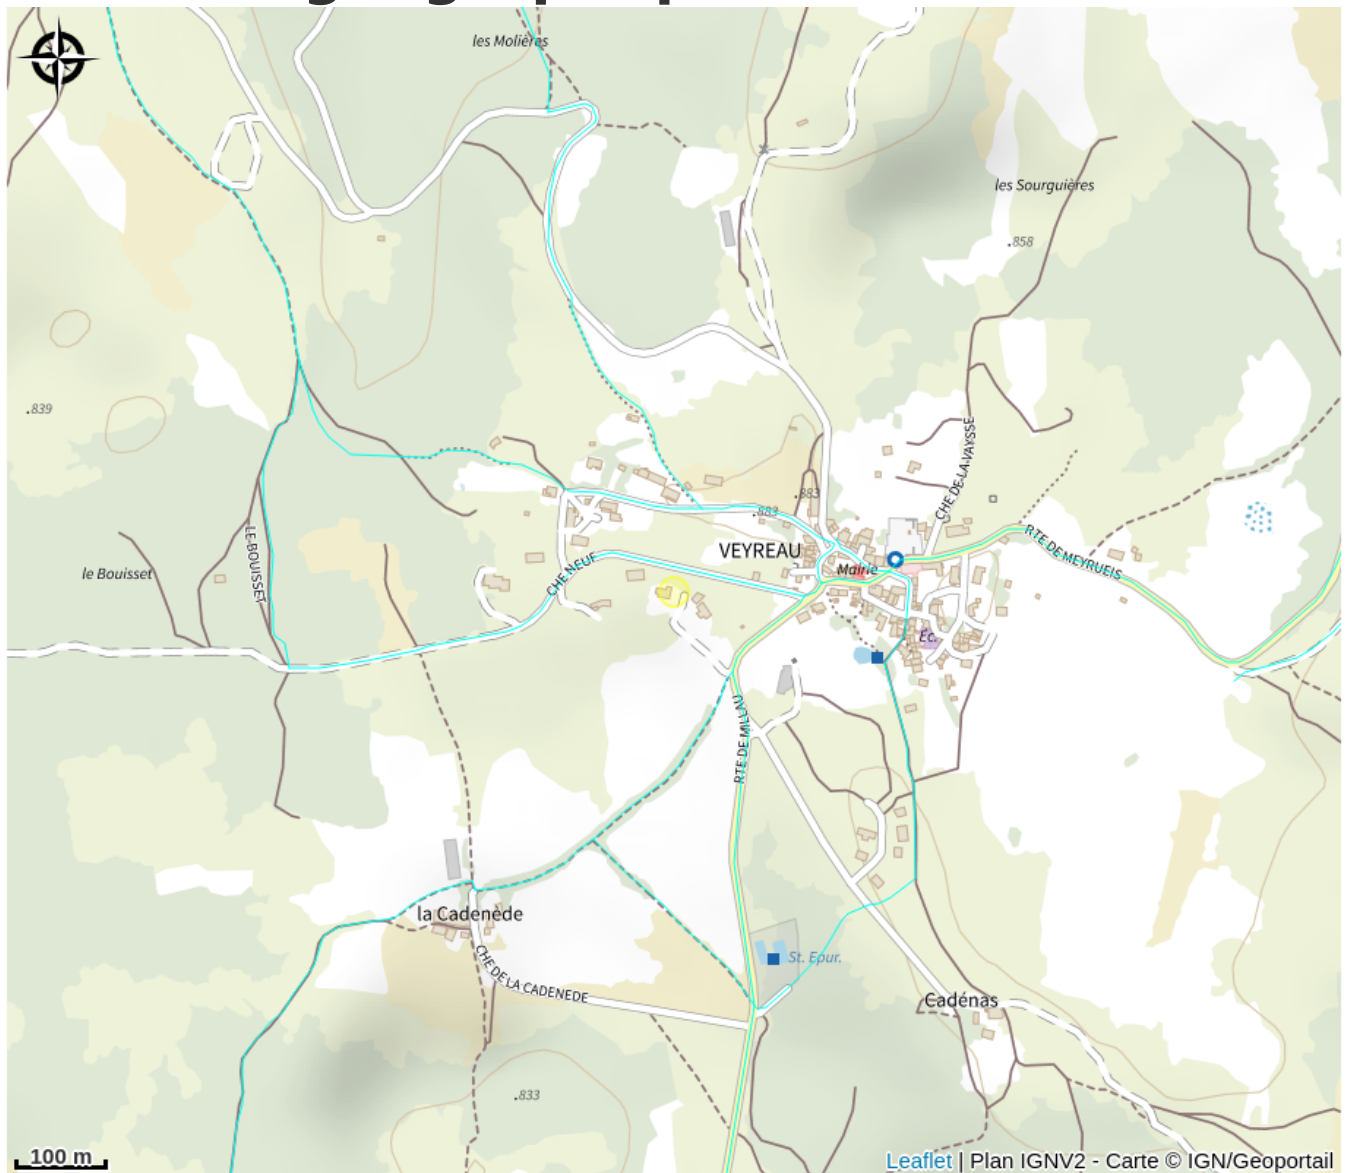 les Molières
les Sourguières
.858
.839
CHE DE LA VAYSSE
.883
.883
VEYREAU
RTE DE MEYRUEIS
LE BOUISSET
CHE NEUF
Mairie
le Bouisset
Éc.
RTE DE MILLAU
la Cadenède
CHE DE LA CADENEDE
St. Epur.
Cadénas
.833
100 m
Leaflet | Plan IGNV2 - Carte © IGN/Geoportail